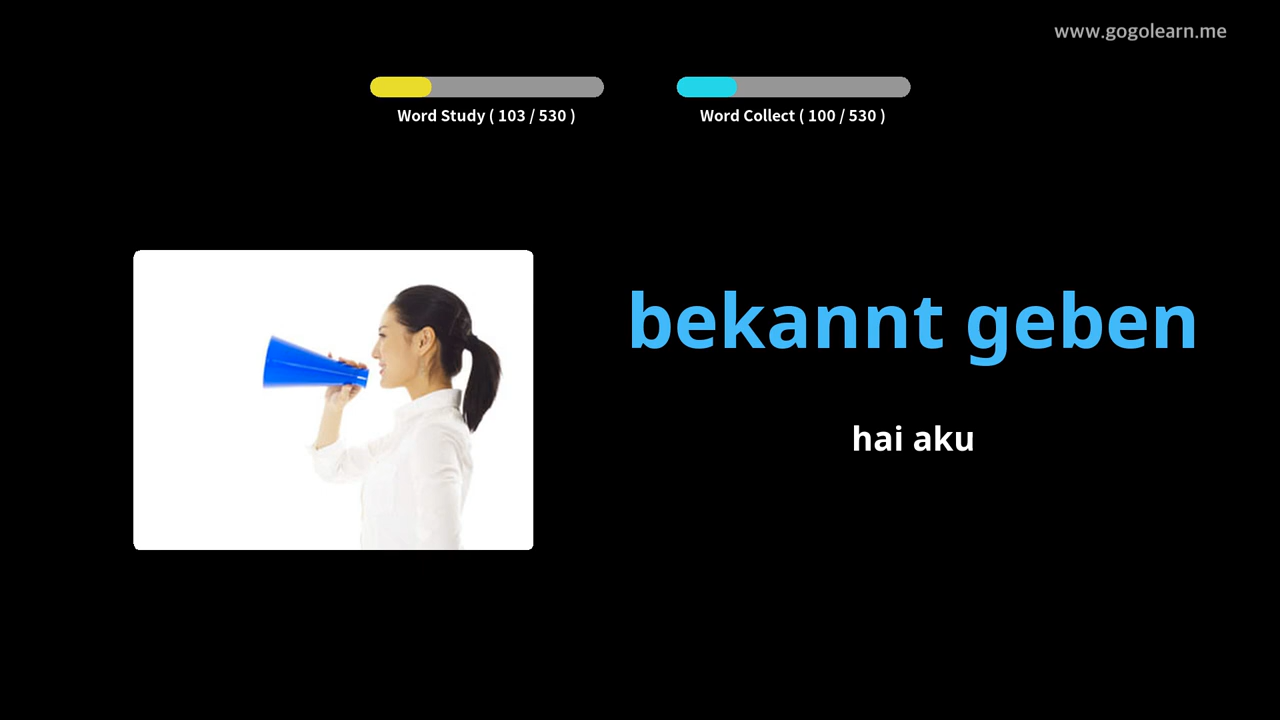 www.gogolearn.me
Word Study ( 103 / 530 )
Word Collect ( 100 / 530 )
bekannt geben
hai aku